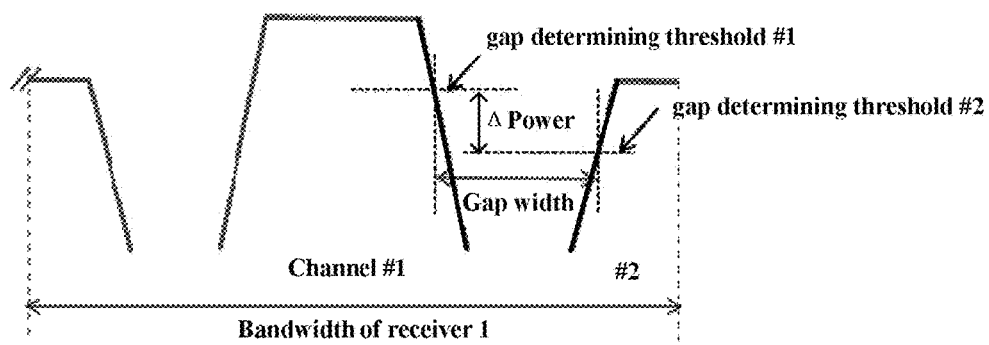 gap determining threshold #1
gap determining threshold #2
Δ Power
Gap width
Channel #1
#2
Bandwidth of receiver 1